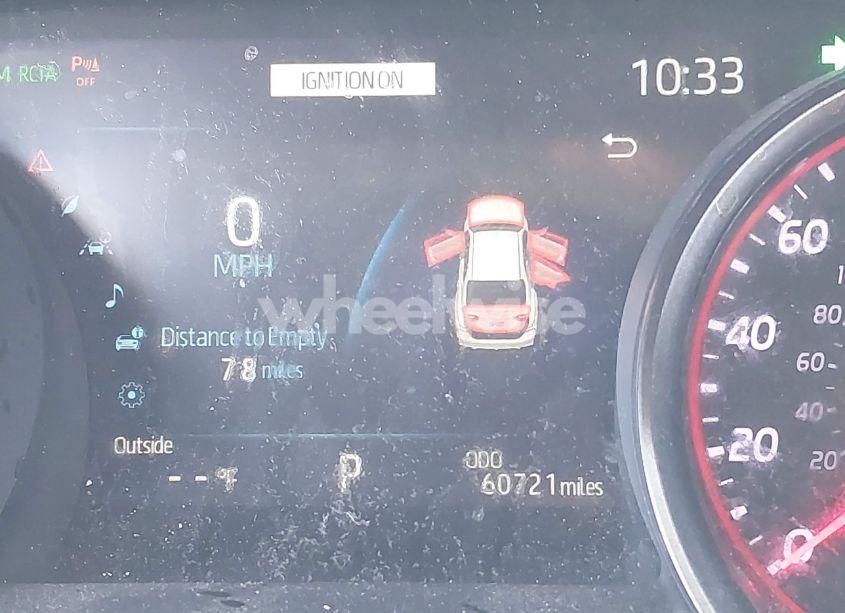 RCTA
P
OFF
IGNITION ON
10:33
0
MPH
Distance to Empty
78 miles
Outside
-- °F
P
ODO
60721 miles
60
40
20
0
80
60
40
20